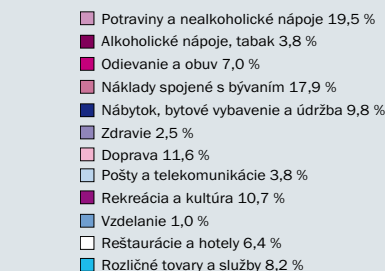 Potraviny a nealkoholické nápoje 19,5 %
Alkoholické nápoje, tabak 3,8 %
Odievanie a obuv 7,0 %
Náklady spojené s bývaním 17,9 %
Nábytok, bytové vybavenie a údržba 9,8 %
Zdravie 2,5 %
Doprava 11,6 %
Pošty a telekomunikácie 3,8 %
Rekreácia a kultúra 10,7 %
Vzdelanie 1,0 %
Reštaurácie a hotely 6,4 %
Rozličné tovary a služby 8,2 %